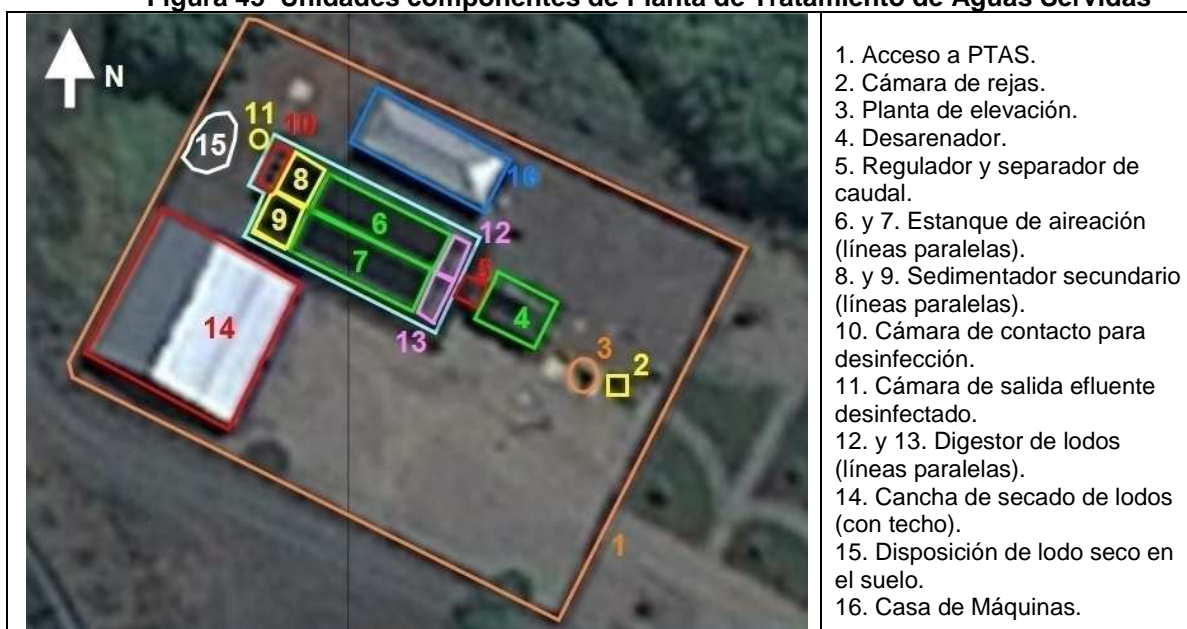 Figura 45 Unidades componentes de Planta de Tratamiento de Aguas Servidas
N
11
10
15
8
16
9
6
12
7
5
14
4
13
3
2
1
1. Acceso a PTAS.
2. Cámara de rejas.
3. Planta de elevación.
4. Desarenador.
5. Regulador y separador de
caudal.
6. y 7. Estanque de aireación
(líneas paralelas).
8. y 9. Sedimentador secundario
(líneas paralelas).
10. Cámara de contacto para
desinfección.
11. Cámara de salida efluente
desinfectado.
12. y 13. Digestor de lodos
(líneas paralelas).
14. Cancha de secado de lodos
(con techo).
15. Disposición de lodo seco en
el suelo.
16. Casa de Máquinas.